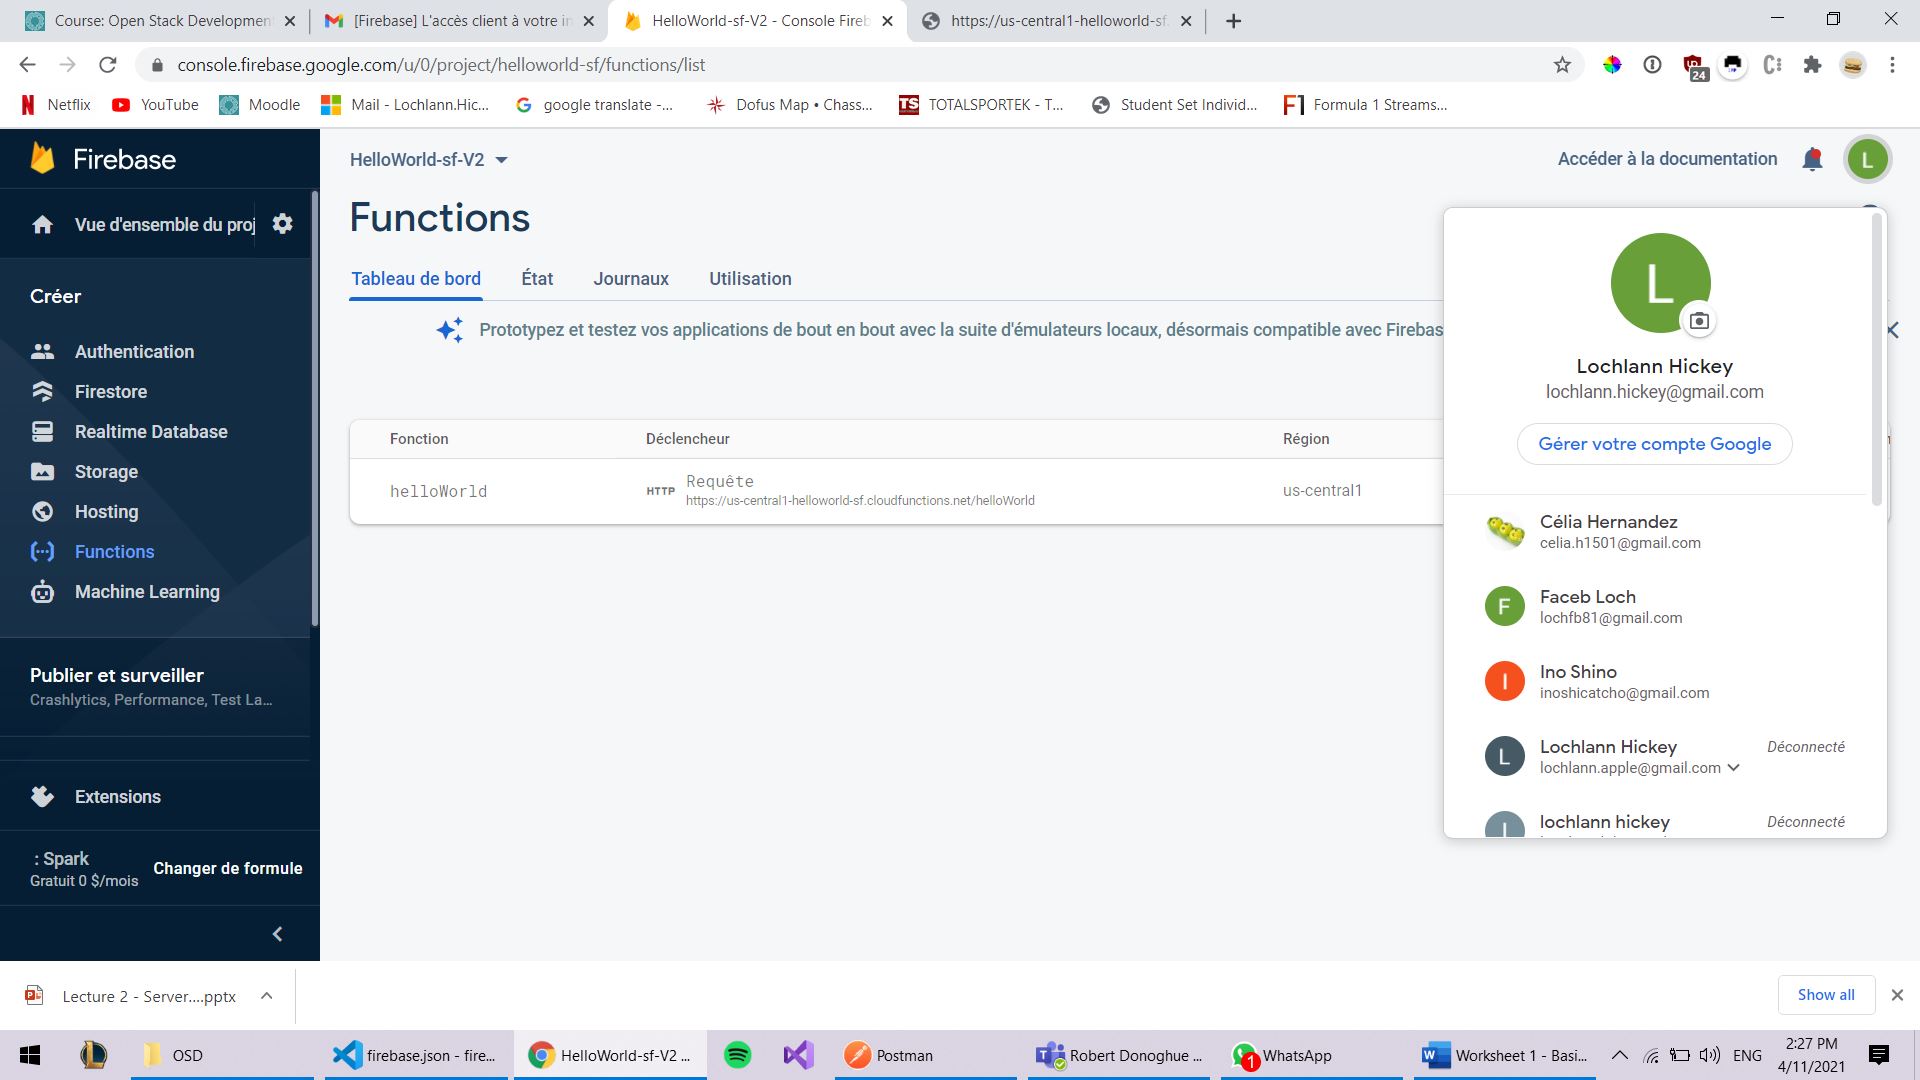 Course: Open Stack Development
[Firebase] L'accès client à votre in
HelloWorld-sf-V2 - Console Fireb
https://us-central1-helloworld-sf.
console.firebase.google.com/u/0/project/helloworld-sf/functions/list
24
Netflix
YouTube
Moodle
Mail - Lochlann.Hic...
google translate -...
Dofus Map • Chass...
TS
TOTALSPORTEK - T...
Student Set Individ...
F1
Formula 1 Streams...
Firebase
HelloWorld-sf-V2
Accéder à la documentation
L
Vue d'ensemble du proj
Functions
Tableau de bord
État
Journaux
Utilisation
Prototypez et testez vos applications de bout en bout avec la suite d'émulateurs locaux, désormais compatible avec Firebas
Créer
Authentication
Firestore
Realtime Database
Storage
Hosting
Functions
Machine Learning
Publier et surveiller
Crashlytics, Performance, Test La...
Extensions
: Spark
Gratuit 0 $/mois
Changer de formule
Fonction
Déclencheur
Région
helloWorld
HTTP
Requête
https://us-central1-helloworld-sf.cloudfunctions.net/helloWorld
us-central1
L
Lochlann Hickey
lochlann.hickey@gmail.com
Gérer votre compte Google
Célia Hernandez
celia.h1501@gmail.com
F
Faceb Loch
lochfb81@gmail.com
I
Ino Shino
inoshicatcho@gmail.com
L
Lochlann Hickey
Déconnecté
lochlann.apple@gmail.com
lochlann hickey
Déconnecté
Lecture 2 - Server....pptx
Show all
OSD
firebase.json - fire...
HelloWorld-sf-V2 ...
Postman
Robert Donoghue ...
1
WhatsApp
Worksheet 1 - Basi...
ENG
2:27 PM
4/11/2021